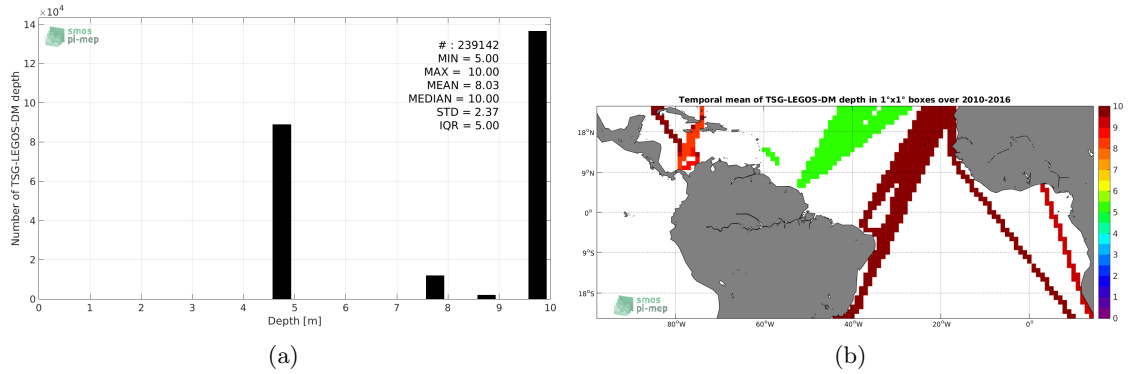 ×10⁴
14
12
10
8
6
4
2
0
Number of TSG-LEGOS-DM depth
smos
pi-mep
# : 239142
MIN = 5.00
MAX = 10.00
MEAN = 8.03
MEDIAN = 10.00
STD = 2.37
IQR = 5.00
0 1 2 3 4 5 6 7 8 9 10
Depth [m]
(a)
Temporal mean of TSG-LEGOS-DM depth in 1°x1° boxes over 2010-2016
18°N
9°N
0°
9°S
18°S
80°W 60°W 40°W 20°W 0°
smos
pi-mep
10
9
8
7
6
5
4
3
2
1
0
(b)